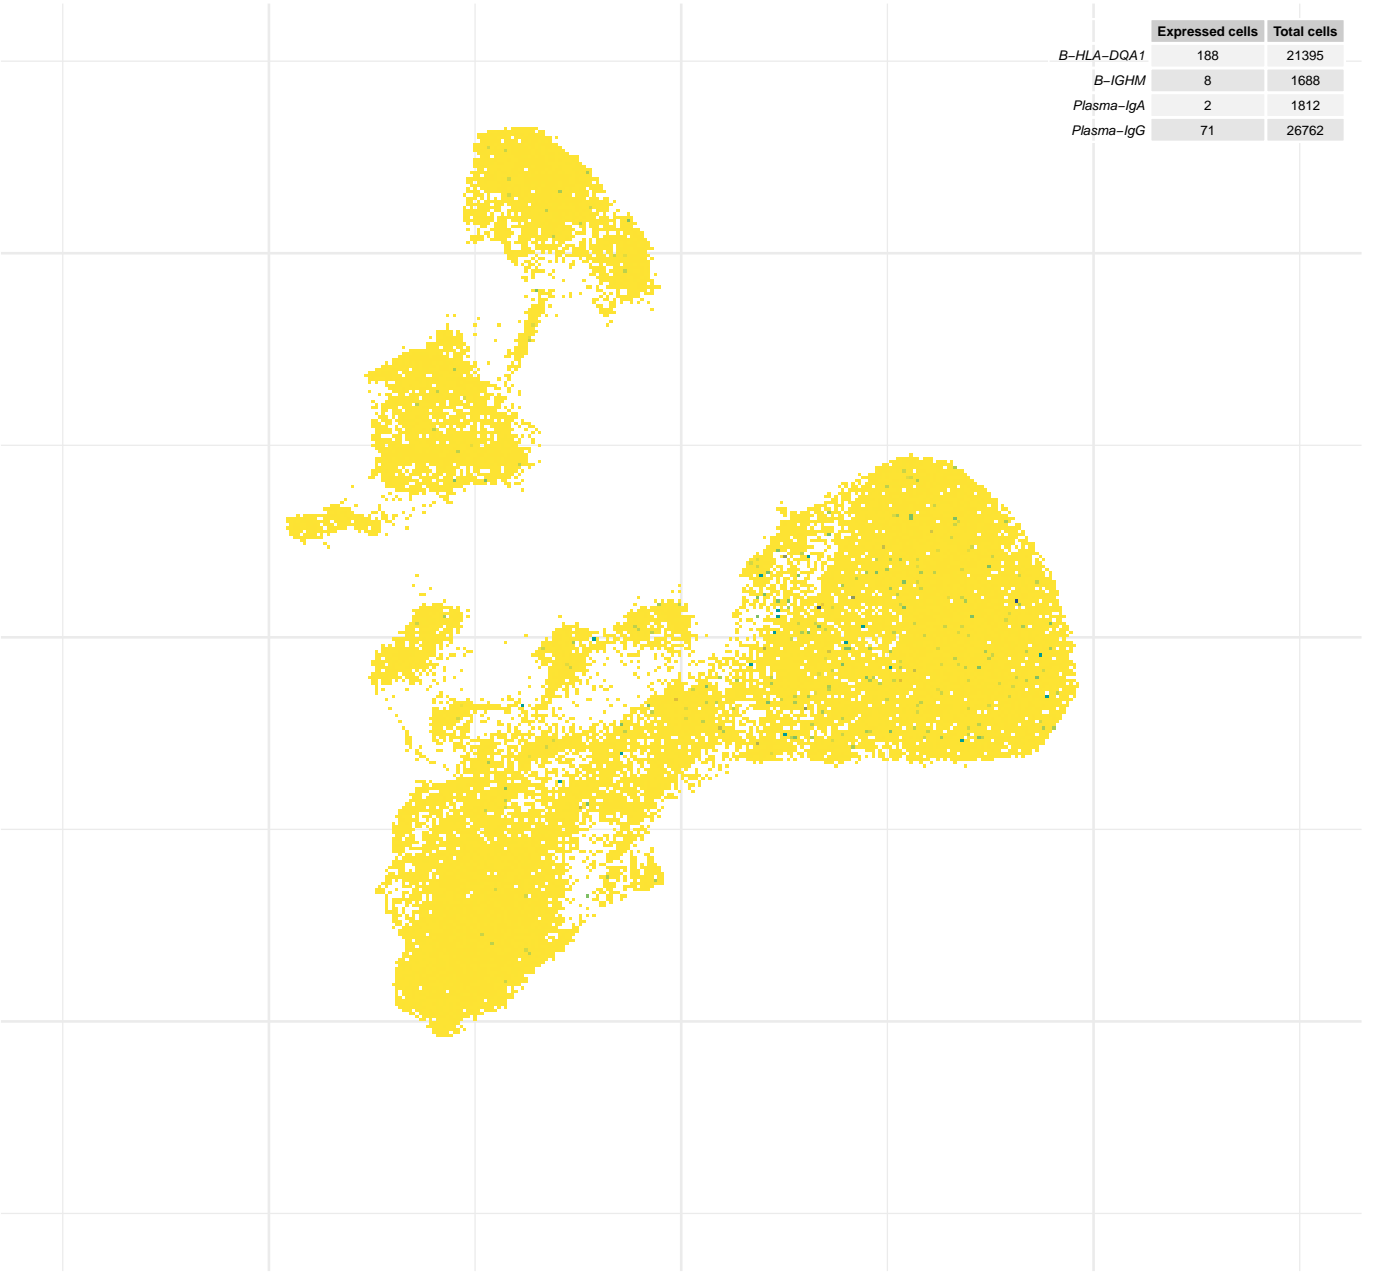 Expressed cells Total cells
B−HLA−DQA1 188 21395
B−IGHM 8 1688
Plasma−IgA 2 1812
Plasma−IgG 71 26762